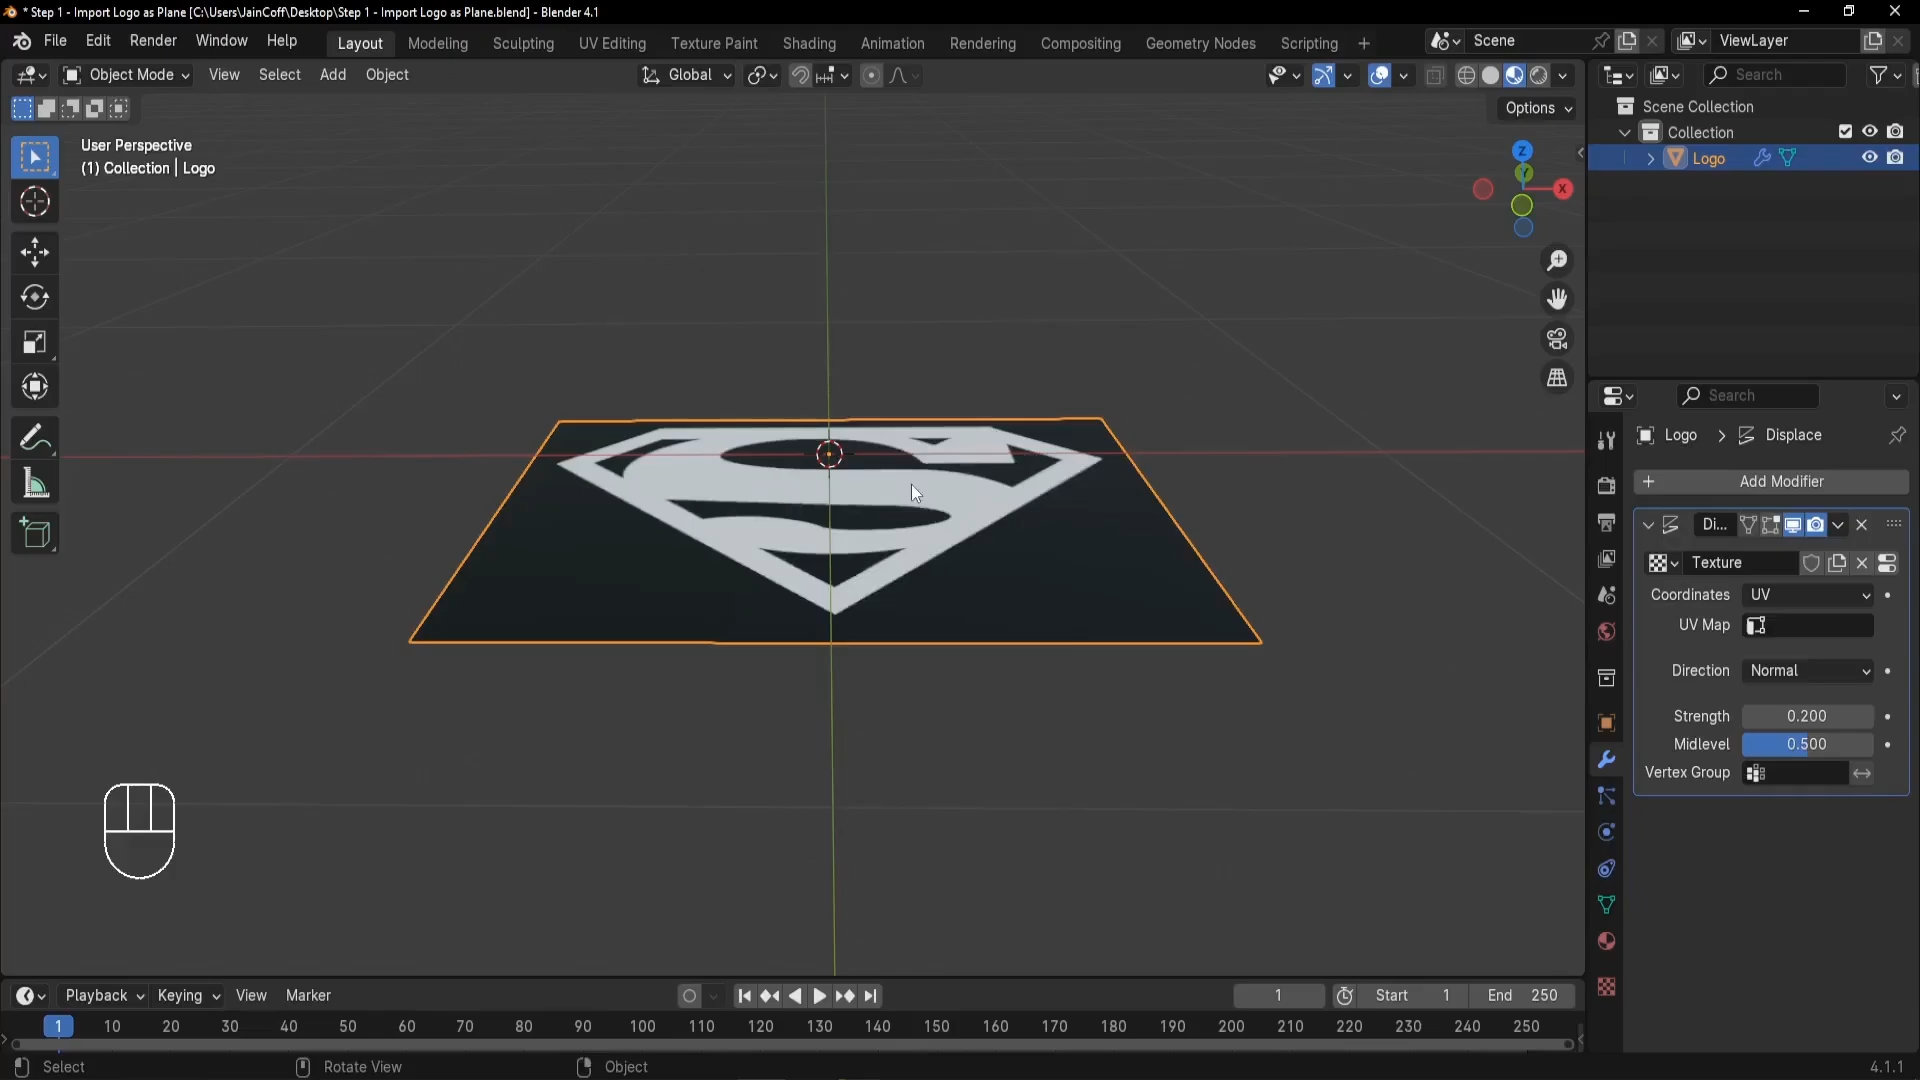 * Step 1 - Import Logo as Plane [C:\Users\JainCoff\Desktop\Step 1 - Import Logo as Plane.blend] - Blender 4.1
File Edit Render Window Help Layout Modeling Sculpting UV Editing Texture Paint Shading Animation Rendering Compositing Geometry Nodes Scripting + Scene ViewLayer
Object Mode View Select Add Object Global Search
Options
Scene Collection
Collection
Logo
User Perspective
(1) Collection | Logo
Z
Y
X
S
Search
Logo > Displace
+ Add Modifier
Di...
Texture
Coordinates UV
UV Map
Direction Normal
Strength 0.200
Midlevel 0.500
Vertex Group
Playback Keying View Marker 1 Start 1 End 250
1 10 20 30 40 50 60 70 80 90 100 110 120 130 140 150 160 170 180 190 200 210 220 230 240 250
Select Rotate View Object 4.1.1